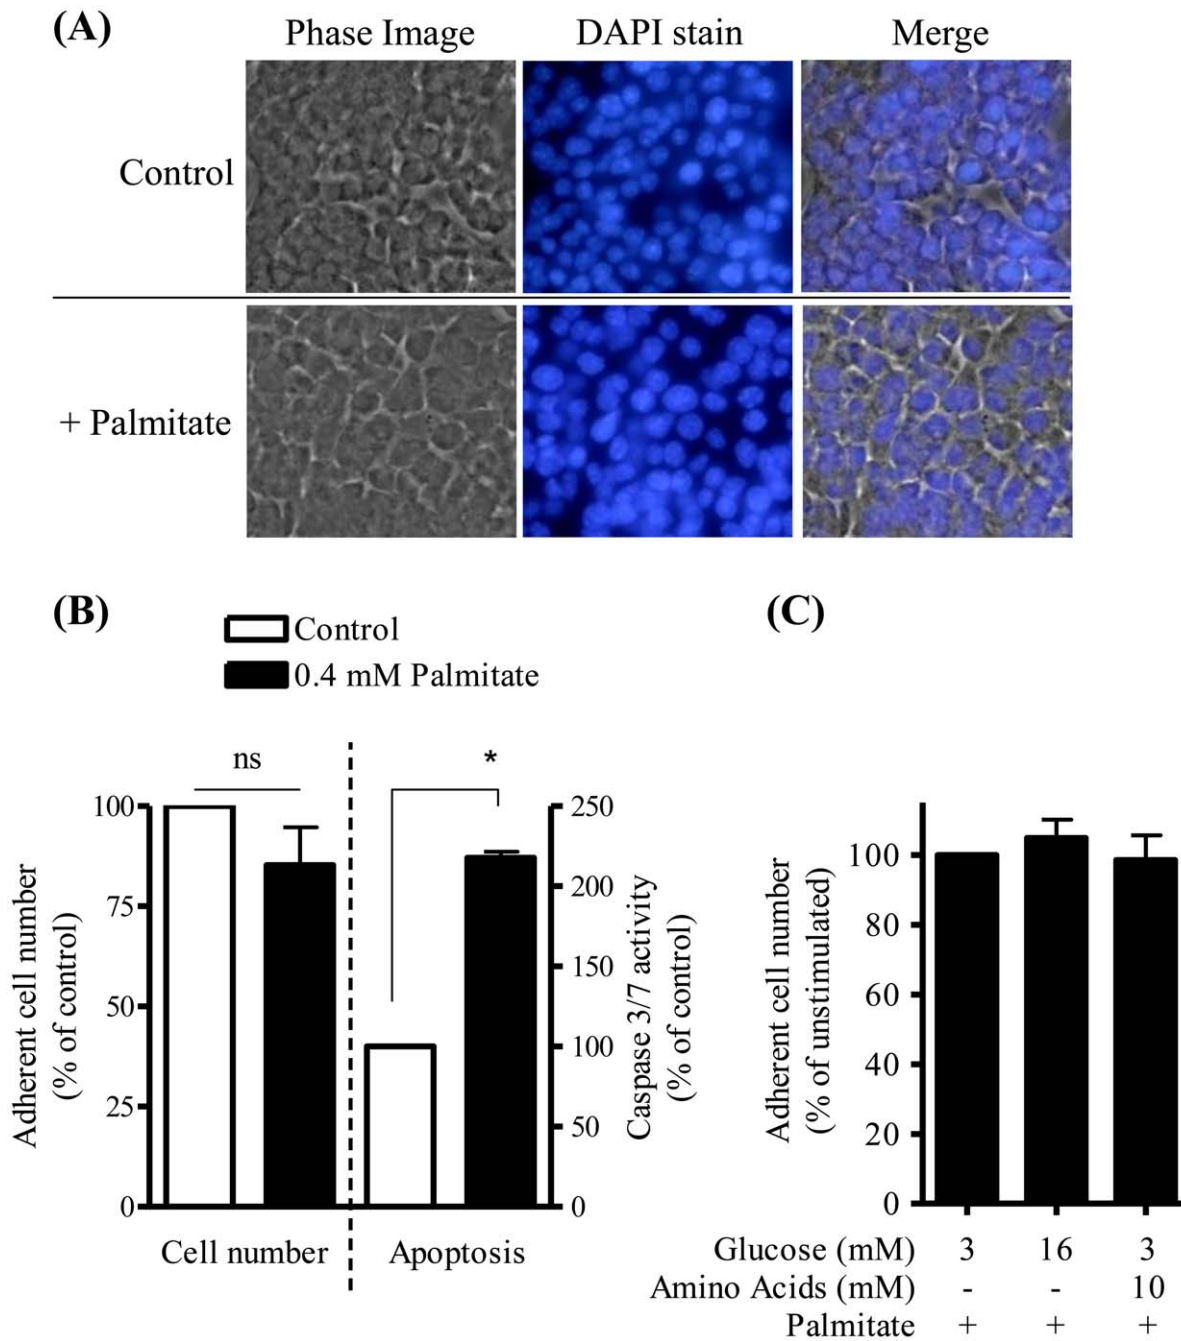 (A)
Phase Image DAPI stain Merge
Control
+ Palmitate
(B)
Control
0.4 mM Palmitate
ns
*
100
75
50
25
0
Adherent cell number
(% of control)
250
200
150
100
50
0
Caspase 3/7 activity
(% of control)
Cell number Apoptosis
(C)
Adherent cell number
(% of unstimulated)
100
80
60
40
20
0
Glucose (mM) 3 16 3
Amino Acids (mM) - - 10
Palmitate + + +